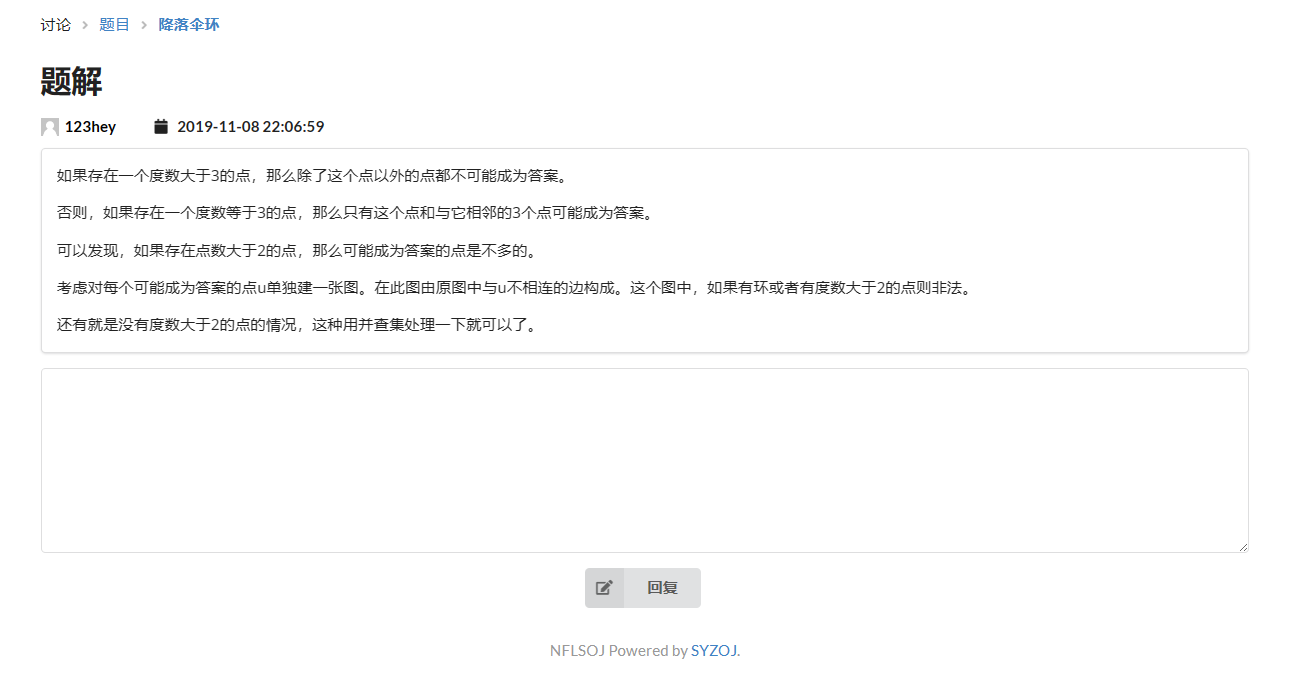 讨论 > 题目 > 降落伞环
题解
123hey 2019-11-08 22:06:59
如果存在一个度数大于3的点，那么除了这个点以外的点都不可能成为答案。
否则，如果存在一个度数等于3的点，那么只有这个点和与它相邻的3个点可能成为答案。
可以发现，如果存在点数大于2的点，那么可能成为答案的点是不多的。
考虑对每个可能成为答案的点u单独建一张图。在此图由原图中与u不相连的边构成。这个图中，如果有环或者有度数大于2的点则非法。
还有就是没有度数大于2的点的情况，这种用并查集处理一下就可以了。
回复
NFLSOJ Powered by SYZOJ.